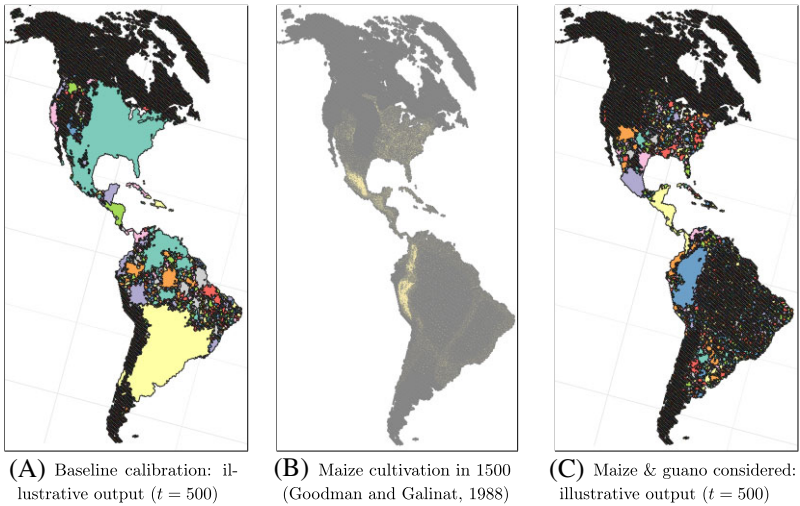 (A) Baseline calibration: il-
lustrative output (t = 500)
(B) Maize cultivation in 1500
(Goodman and Galinat, 1988)
(C) Maize & guano considered:
illustrative output (t = 500)